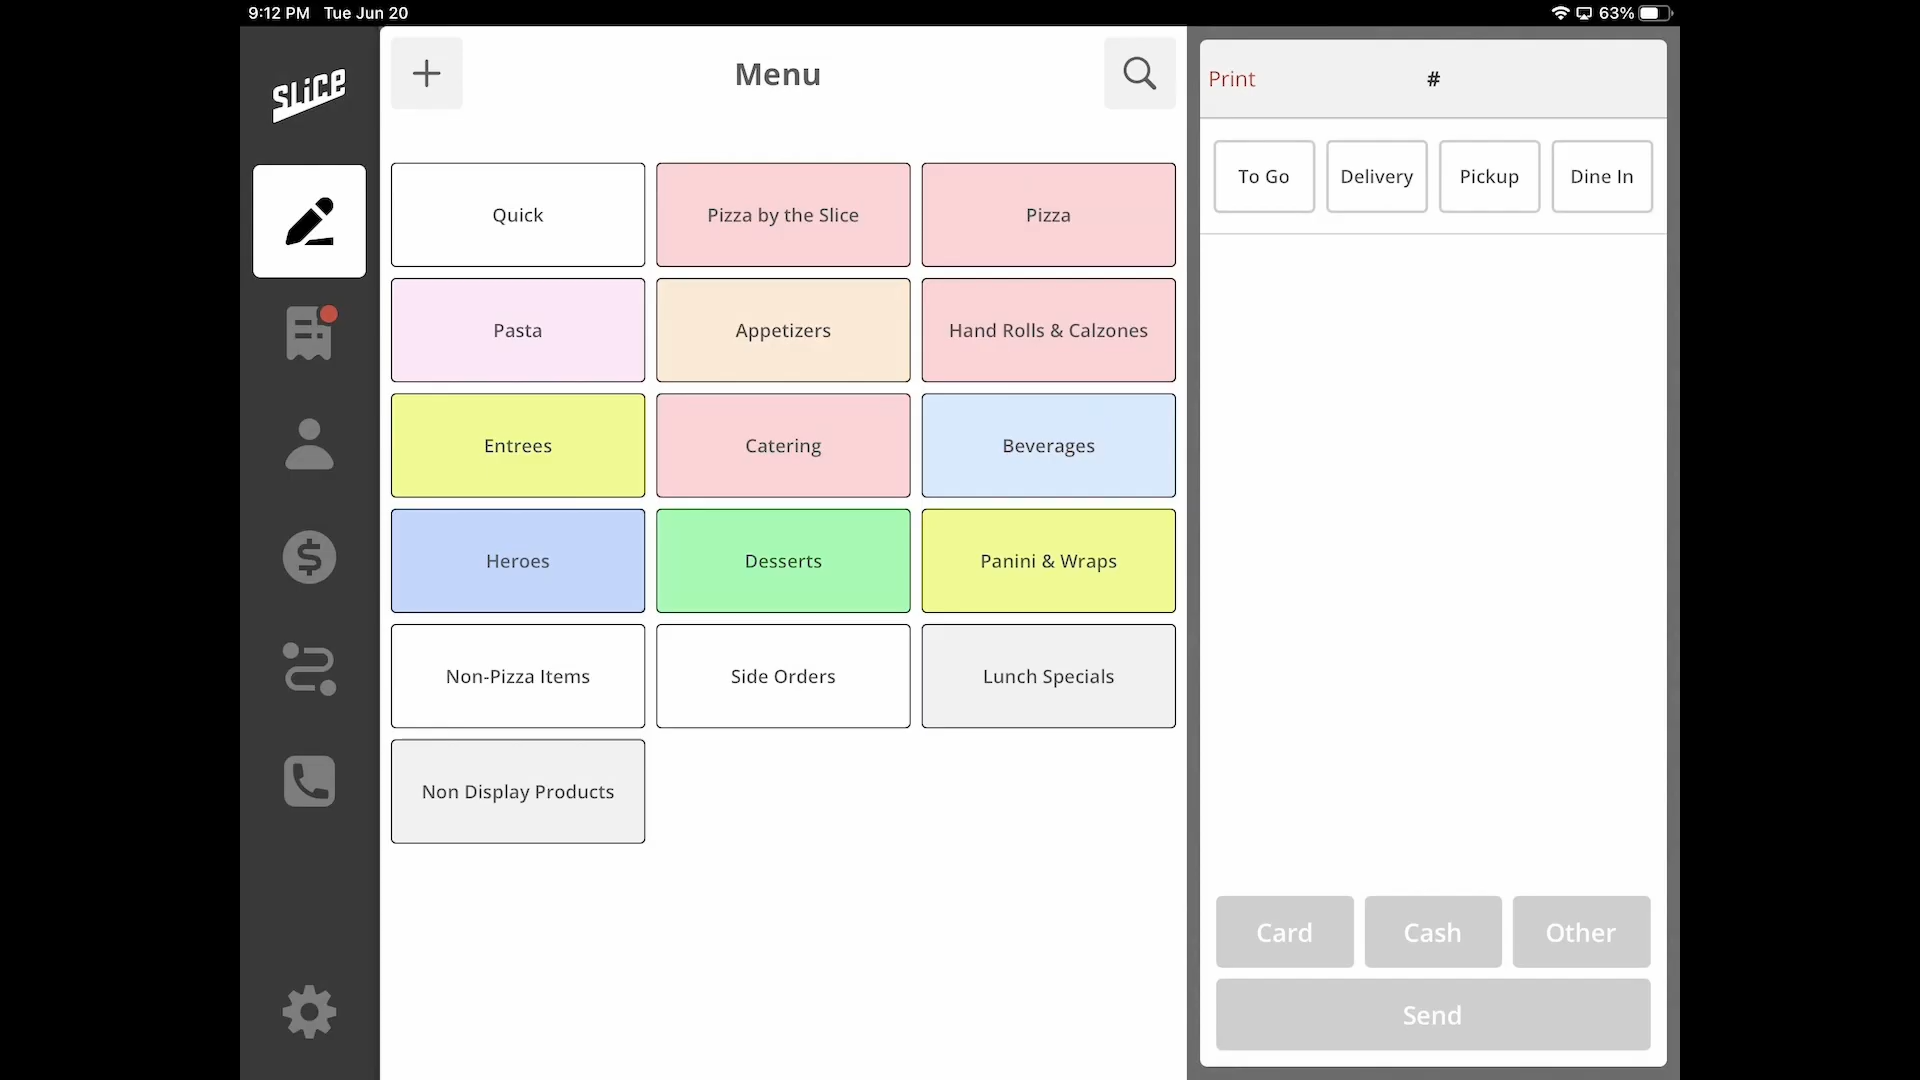 9:12 PM Tue Jun 20
63%
SLiCE
Menu
Print
#
To Go
Delivery
Pickup
Dine In
Quick
Pizza by the Slice
Pizza
Pasta
Appetizers
Hand Rolls & Calzones
Entrees
Catering
Beverages
Heroes
Desserts
Panini & Wraps
Non-Pizza Items
Side Orders
Lunch Specials
Non Display Products
Card
Cash
Other
Send